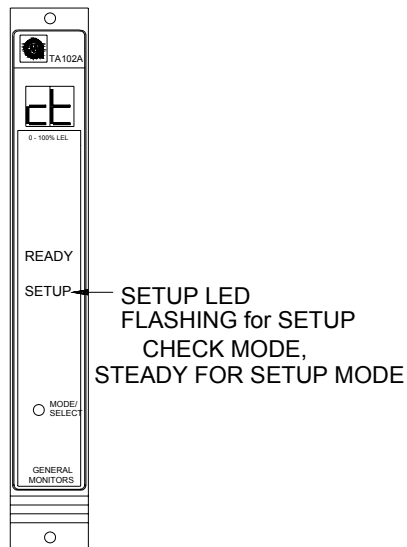 TA102A
ct
0 - 100% LEL
READY
SETUP
SETUP LED
FLASHING for SETUP
CHECK MODE,
STEADY FOR SETUP MODE
MODE/
SELECT
GENERAL
MONITORS